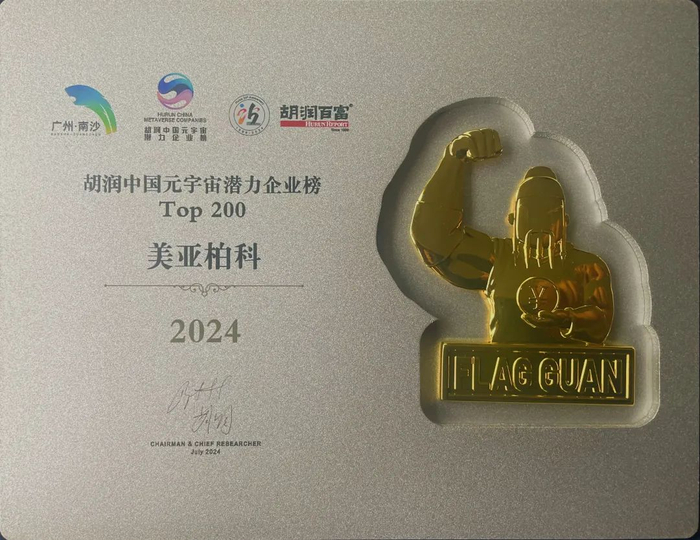 广州·南沙
HURUN CHINA
METAVERSE COMPANIES
胡润中国元宇宙
潜力企业榜
胡润百富
HURUN REPORT
Since 1999
胡润中国元宇宙潜力企业榜
Top 200
美亚柏科
2024
胡润
CHAIRMAN & CHIEF RESEARCHER
July 2024
FLAG GUAN